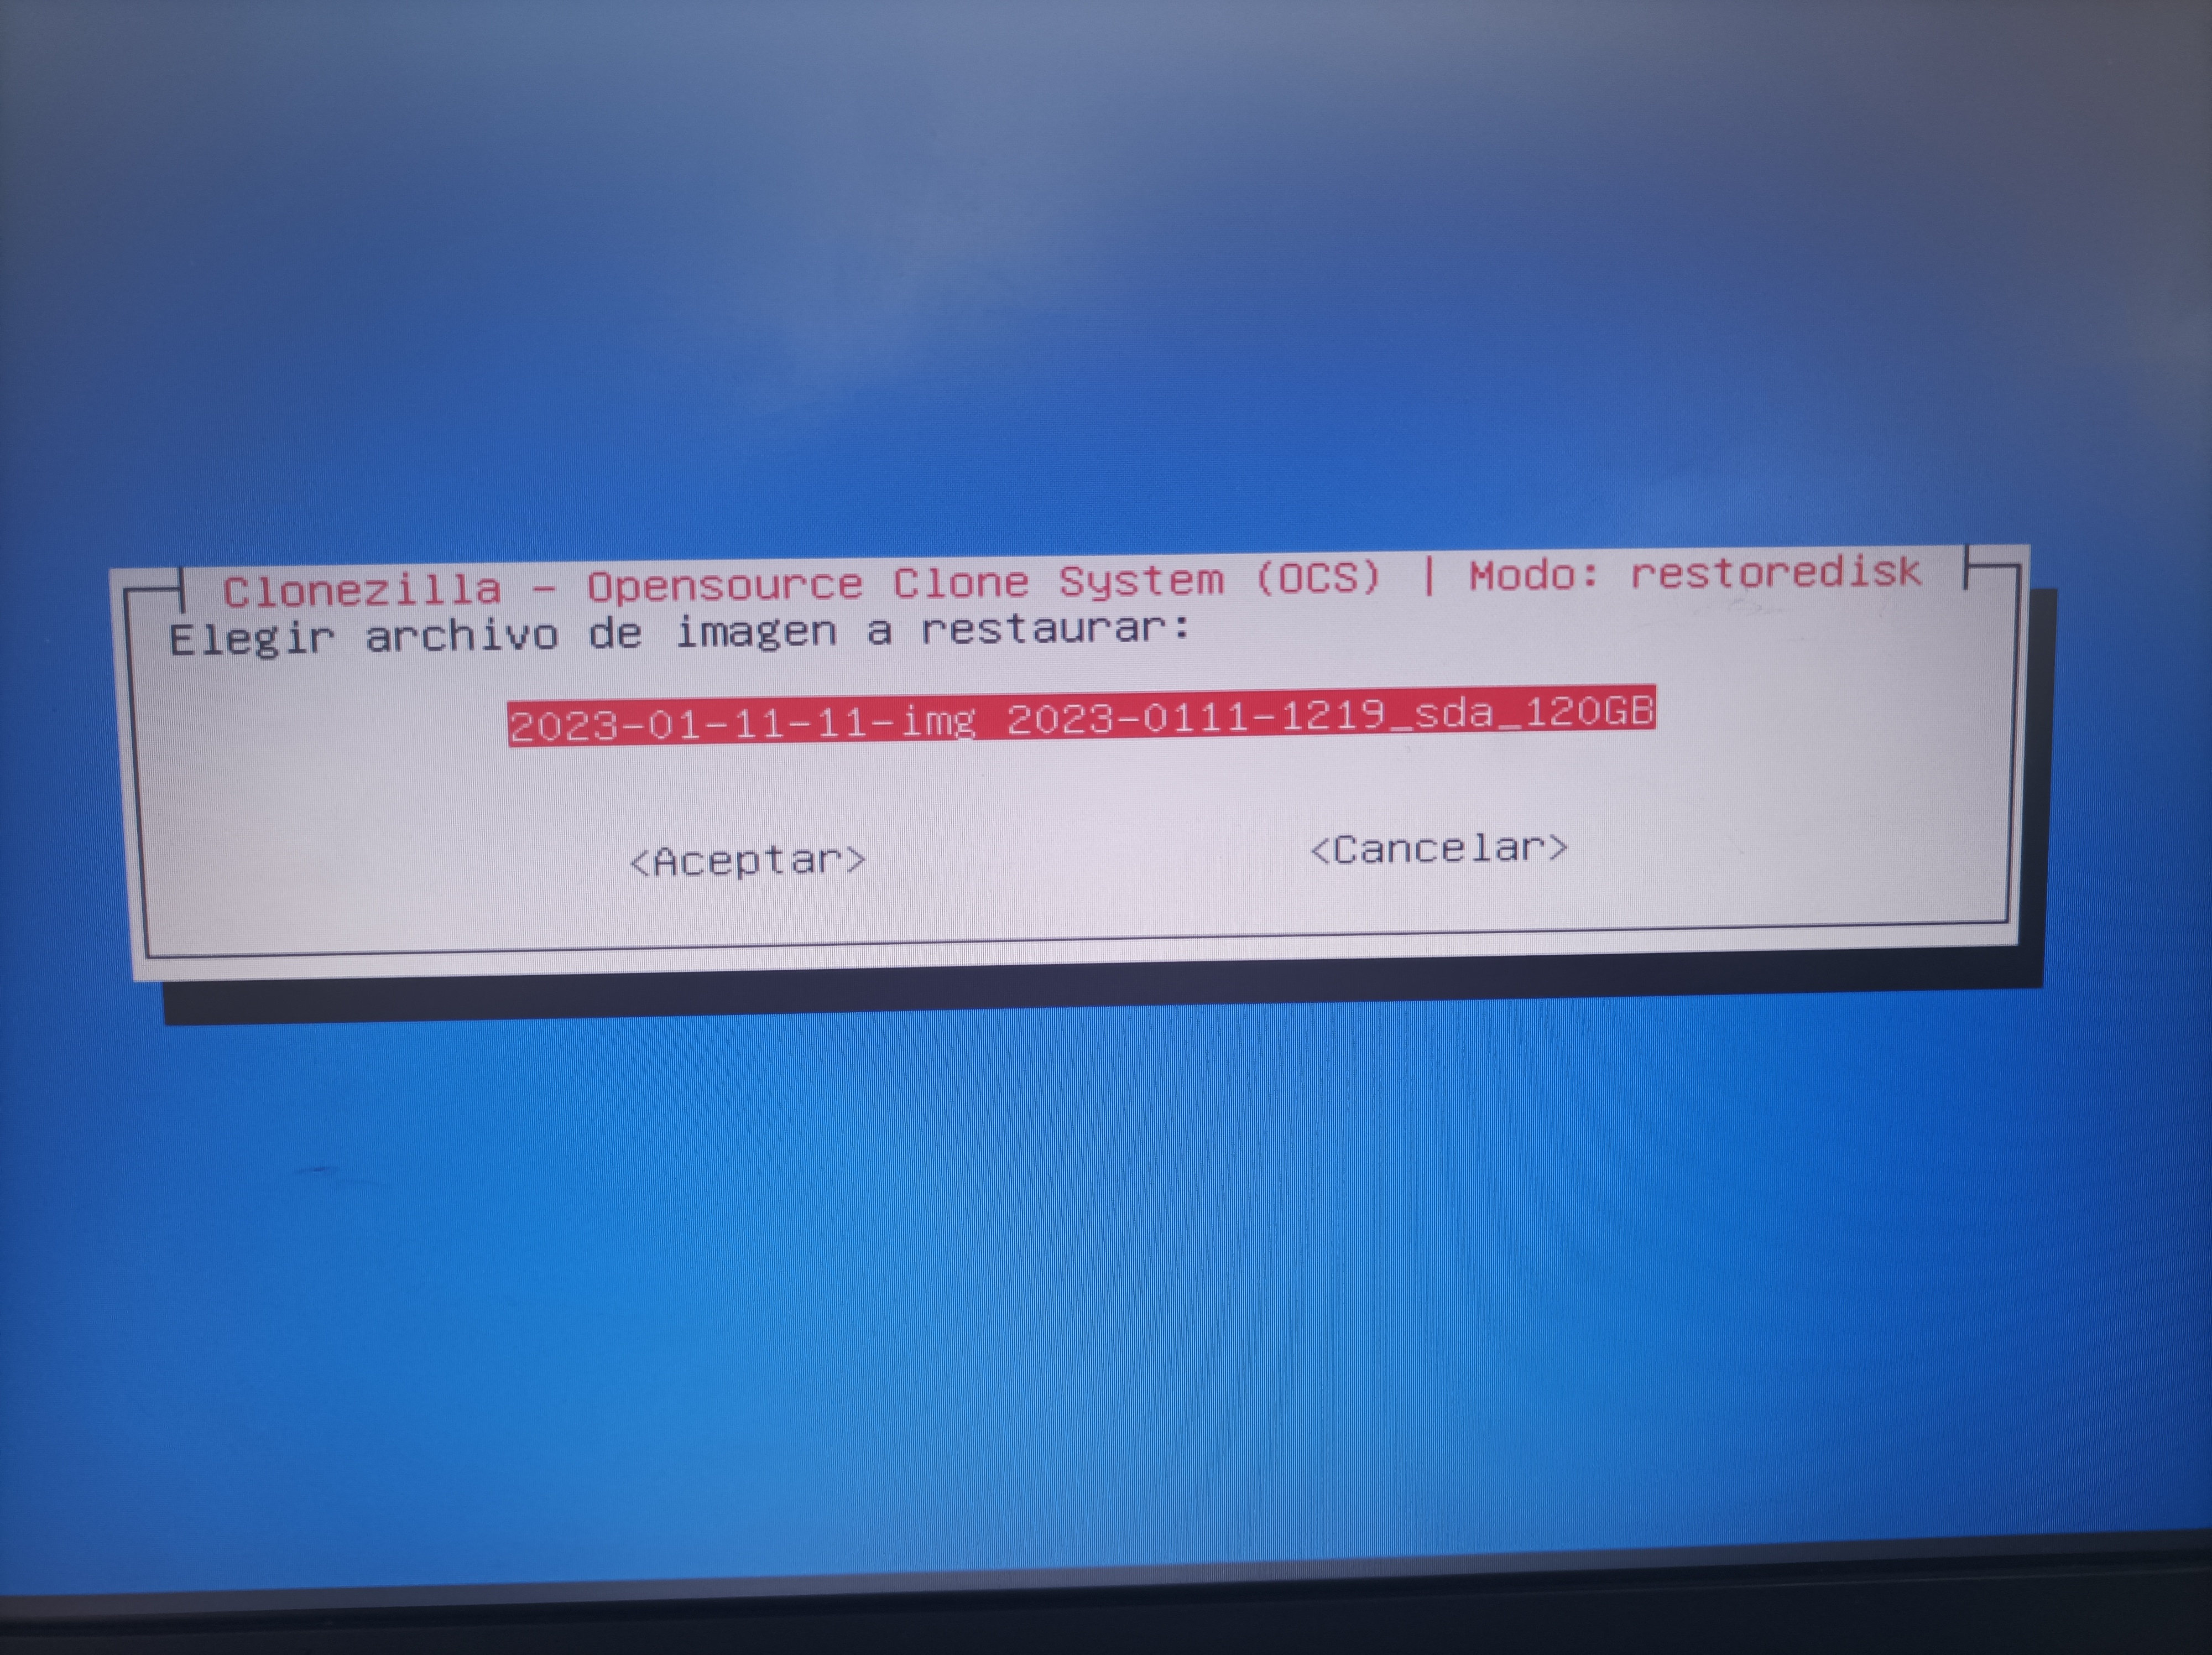 Clonezilla - Opensource Clone System (OCS) | Modo: restoredisk
Elegir archivo de imagen a restaurar:
2023-01-11-11-img 2023-0111-1219_sda_120GB
<Aceptar> <Cancelar>